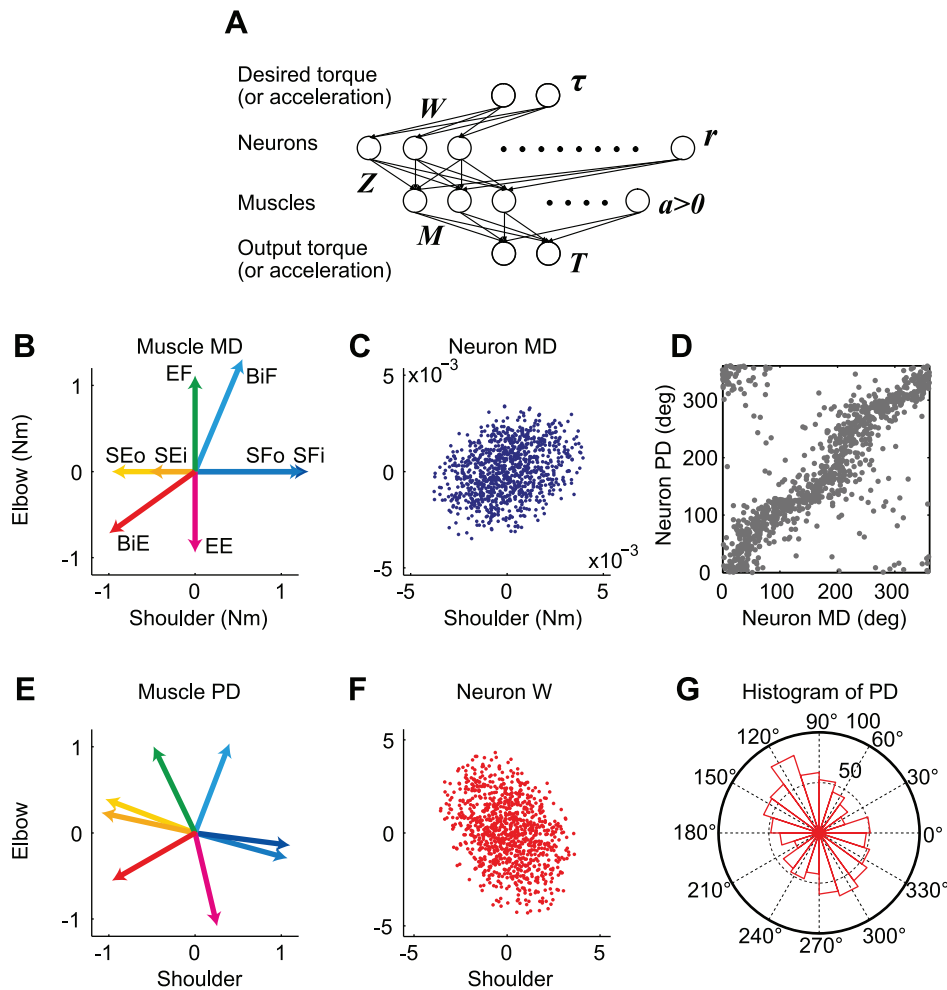 A
Desired torque
(or acceleration)
τ
W
Neurons
r
Z
Muscles
a>0
M
Output torque
(or acceleration)
T
B
Muscle MD
EF
BiF
SEo
SEi
SFo
SFi
BiE
EE
1
0
-1
-1
0
1
Elbow (Nm)
Shoulder (Nm)
C
Neuron MD
5
x10⁻³
0
-5
x10⁻³
-5
0
5
Shoulder (Nm)
D
Neuron PD (deg)
300
200
100
0
0
100
200
300
Neuron MD (deg)
E
Muscle PD
1
0
-1
-1
0
1
Elbow
Shoulder
F
Neuron W
5
0
-5
-5
0
5
Shoulder
G
Histogram of PD
90°
100
120°
60°
50
150°
30°
180°
0°
210°
330°
240°
300°
270°